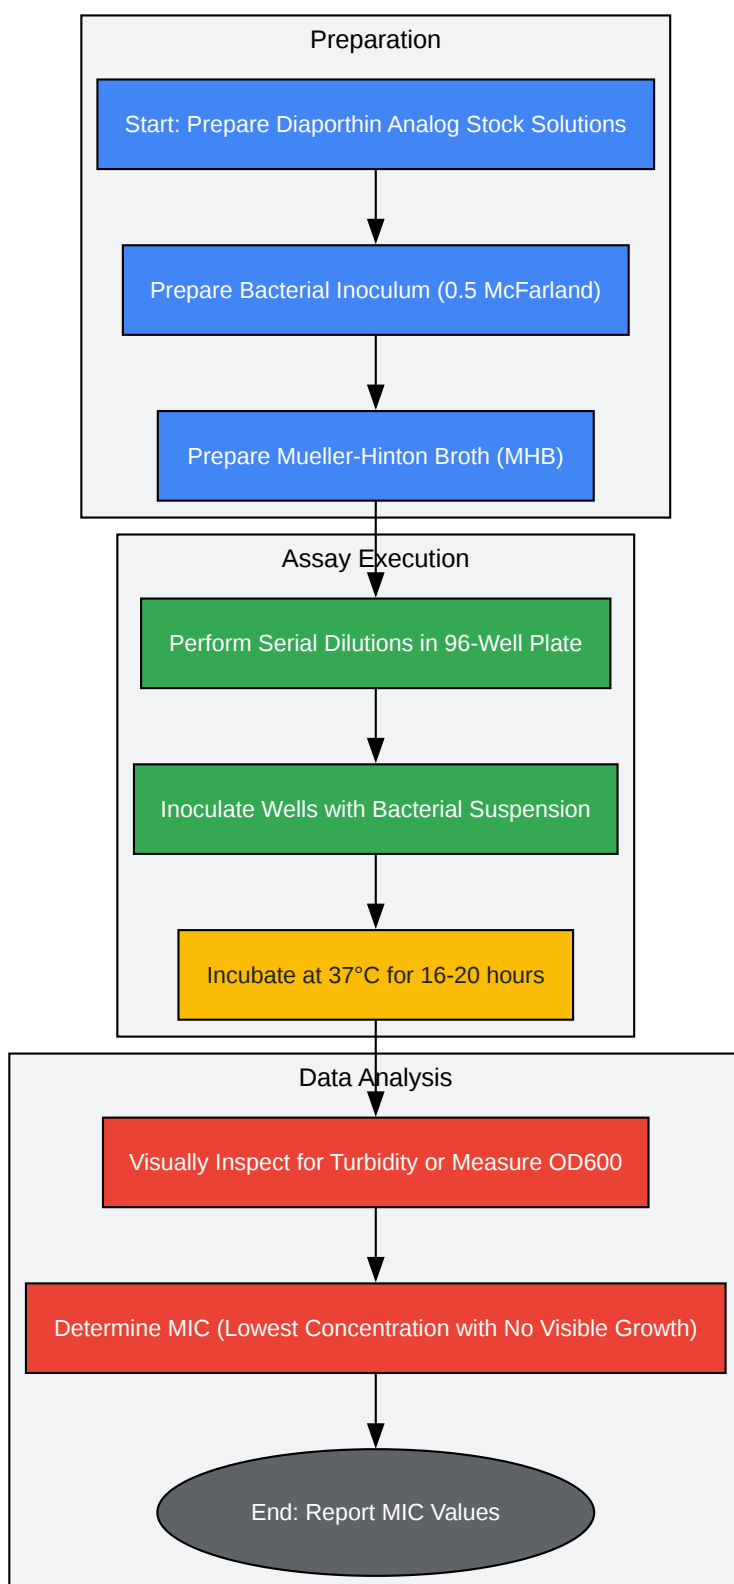 Preparation
Start: Prepare Diaporthin Analog Stock Solutions
Prepare Bacterial Inoculum (0.5 McFarland)
Prepare Mueller-Hinton Broth (MHB)
Assay Execution
Perform Serial Dilutions in 96-Well Plate
Inoculate Wells with Bacterial Suspension
Incubate at 37°C for 16-20 hours
Data Analysis
Visually Inspect for Turbidity or Measure OD600
Determine MIC (Lowest Concentration with No Visible Growth)
End: Report MIC Values